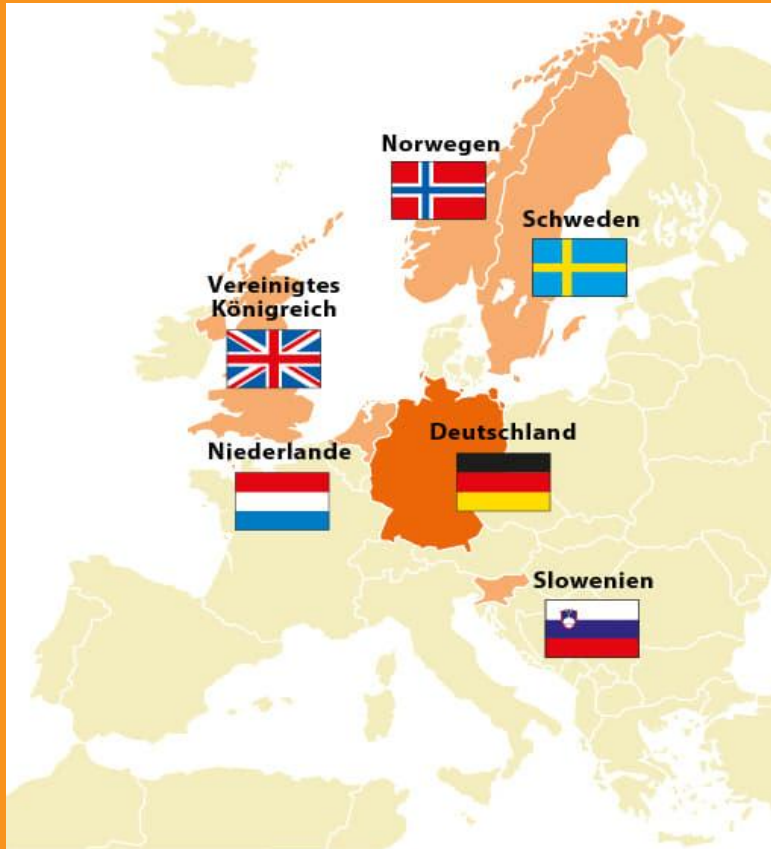 Norwegen
Schweden
Vereinigtes
Königreich
Niederlande
Deutschland
Slowenien